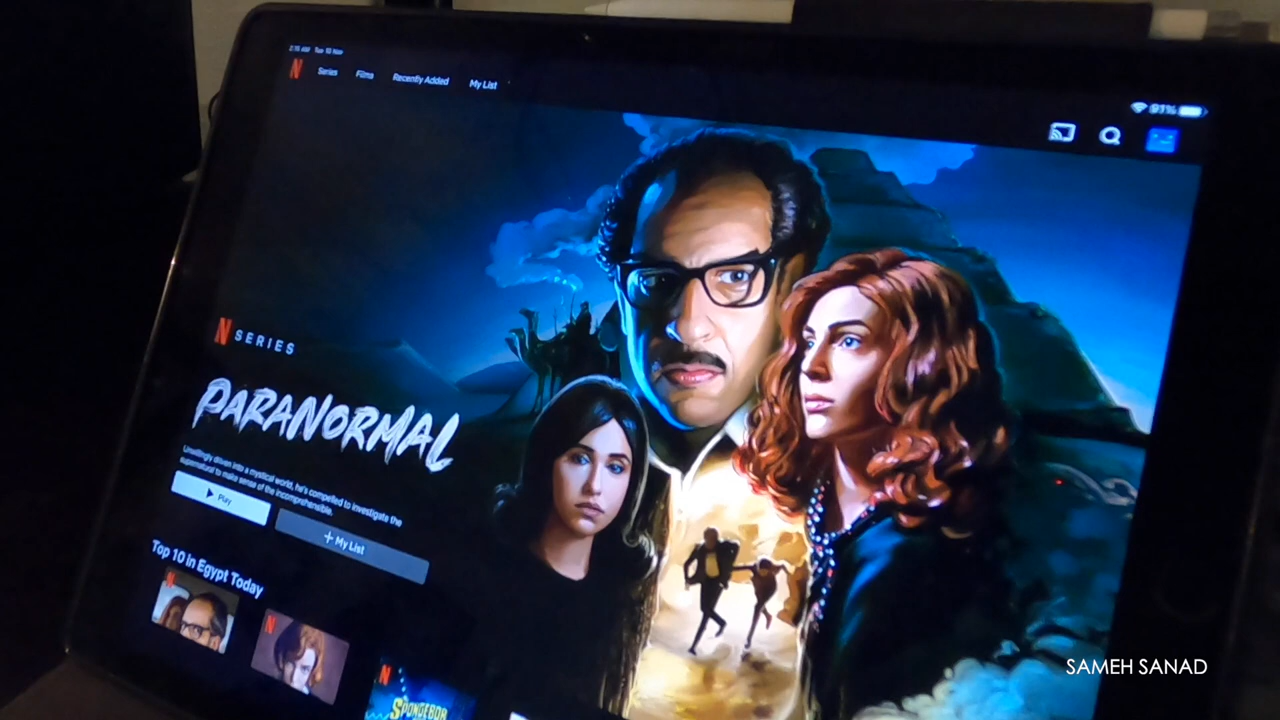 2:15 AM Tue 10 Nov
91%
N Series Films Recently Added My List
N SERIES
PARANORMAL
Unwillingly driven into a mystical world, he's compelled to investigate the
supernatural to make sense of the incomprehensible.
Play
+ My List
Top 10 in Egypt Today
N
N
N
SPONGEBOB
SAMEH SANAD